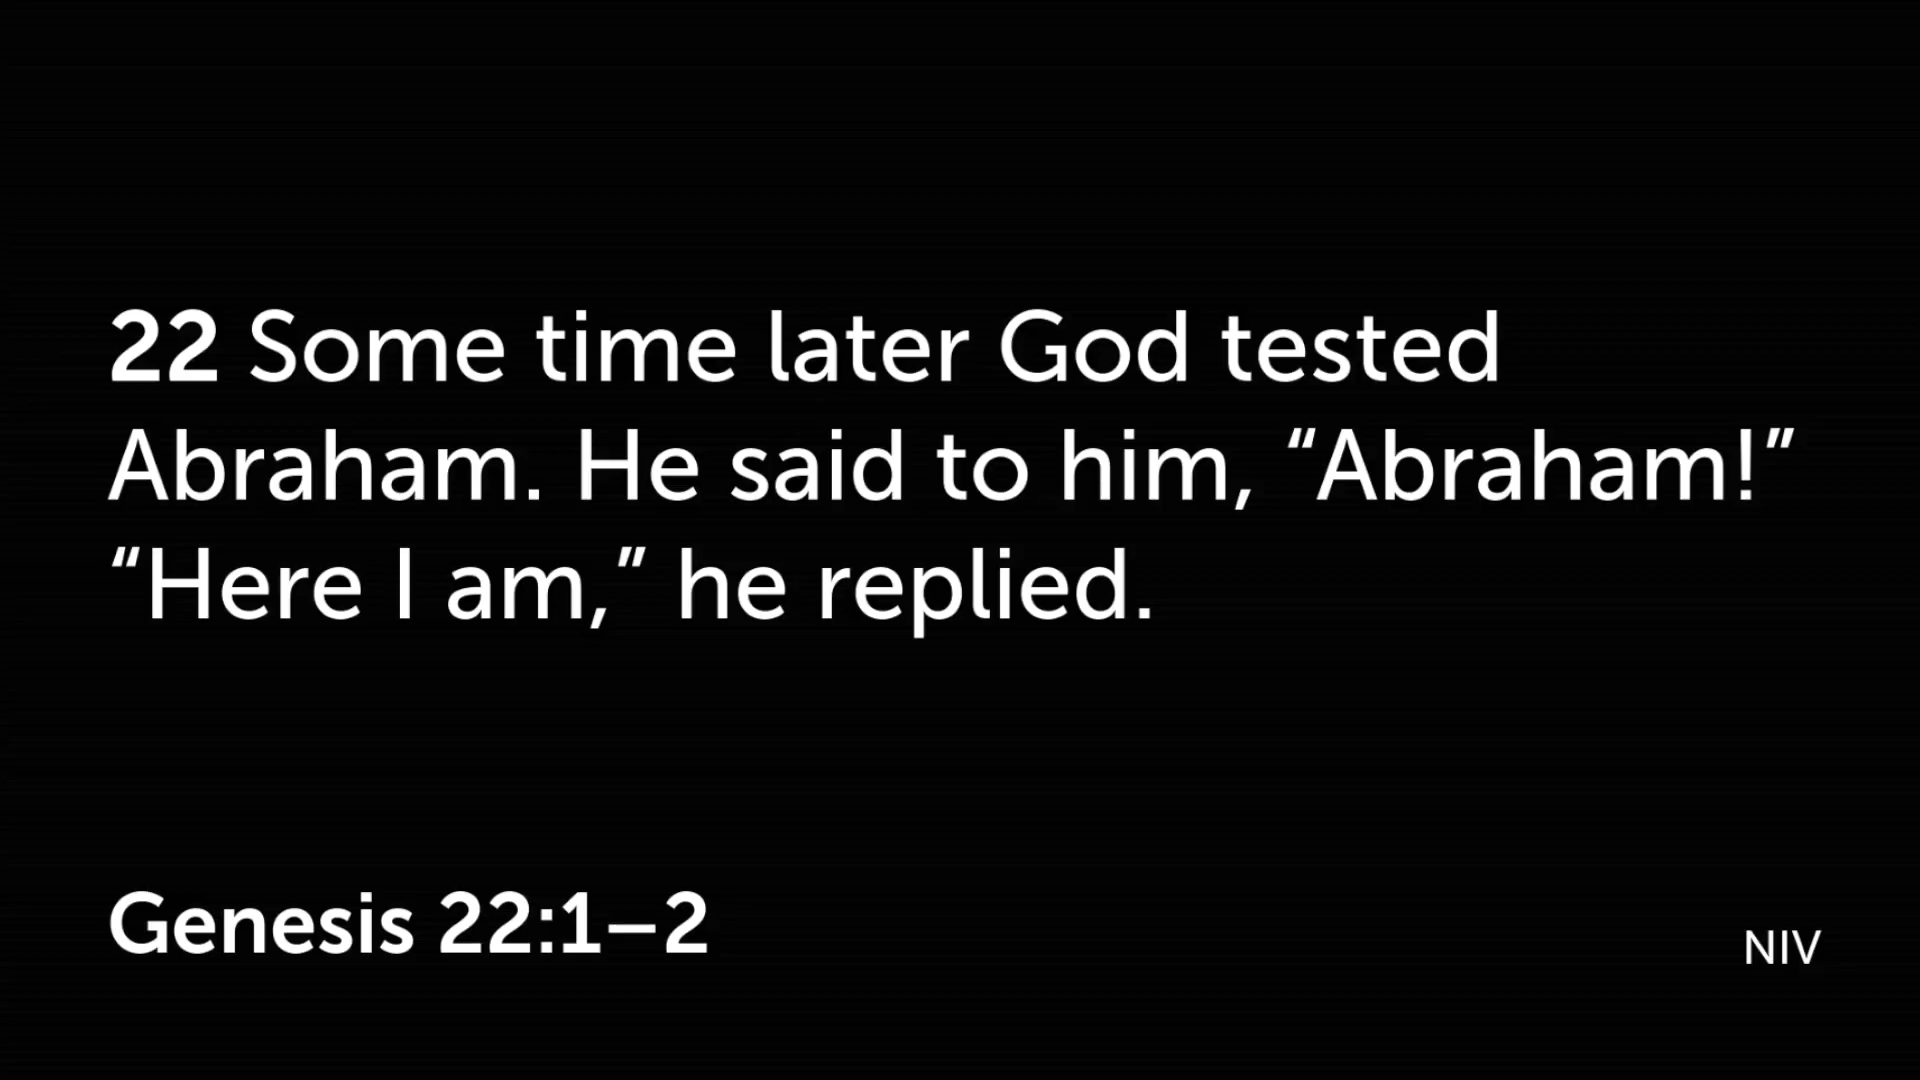 22 Some time later God tested
Abraham. He said to him, “Abraham!”
“Here I am,” he replied.
Genesis 22:1–2
NIV